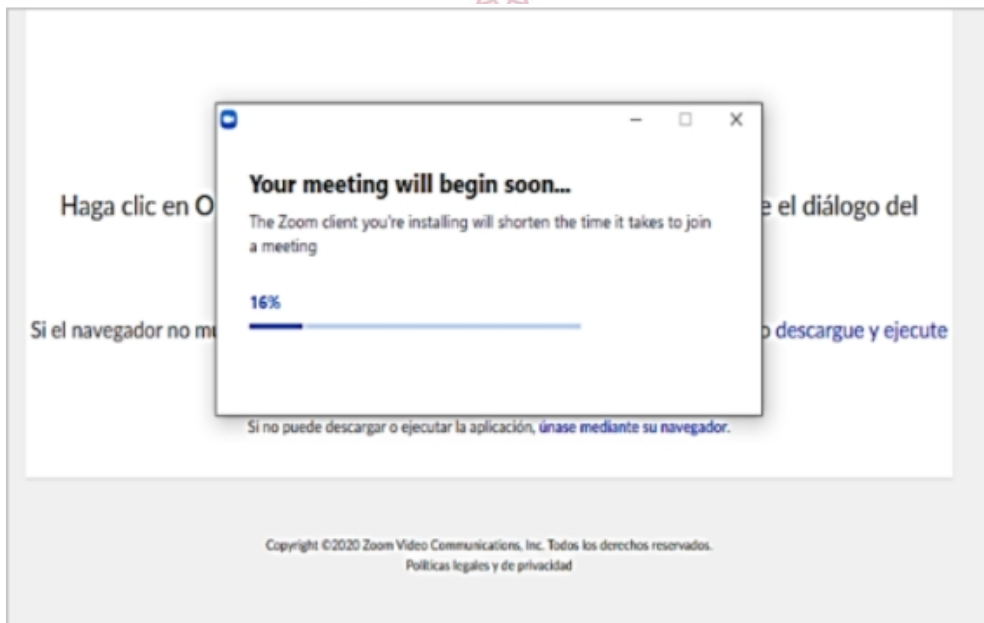 Your meeting will begin soon...
The Zoom client you're installing will shorten the time it takes to join
a meeting
16%
Haga clic en O
e el diálogo del
Si el navegador no mu
o descargue y ejecute
Si no puede descargar o ejecutar la aplicación, únase mediante su navegador.
Copyright ©2020 Zoom Video Communications, Inc. Todos los derechos reservados.
Políticas legales y de privacidad